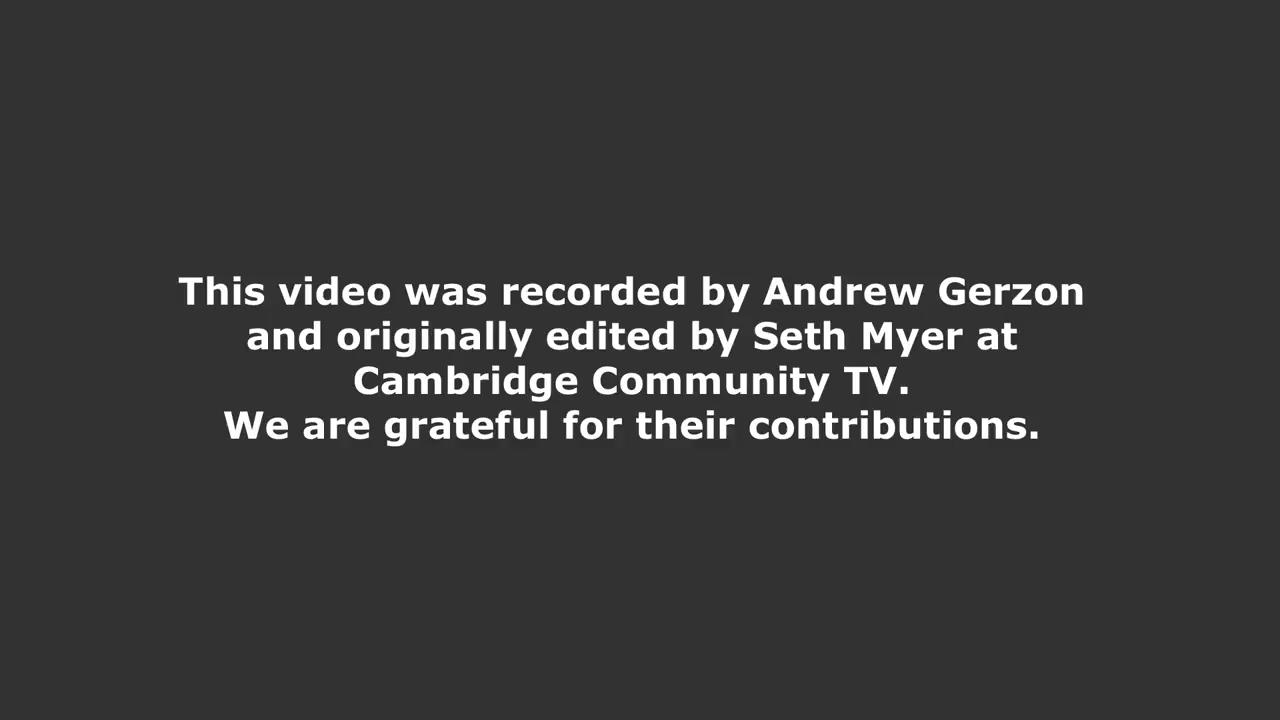 This video was recorded by Andrew Gerzon
and originally edited by Seth Myer at
Cambridge Community TV.
We are grateful for their contributions.